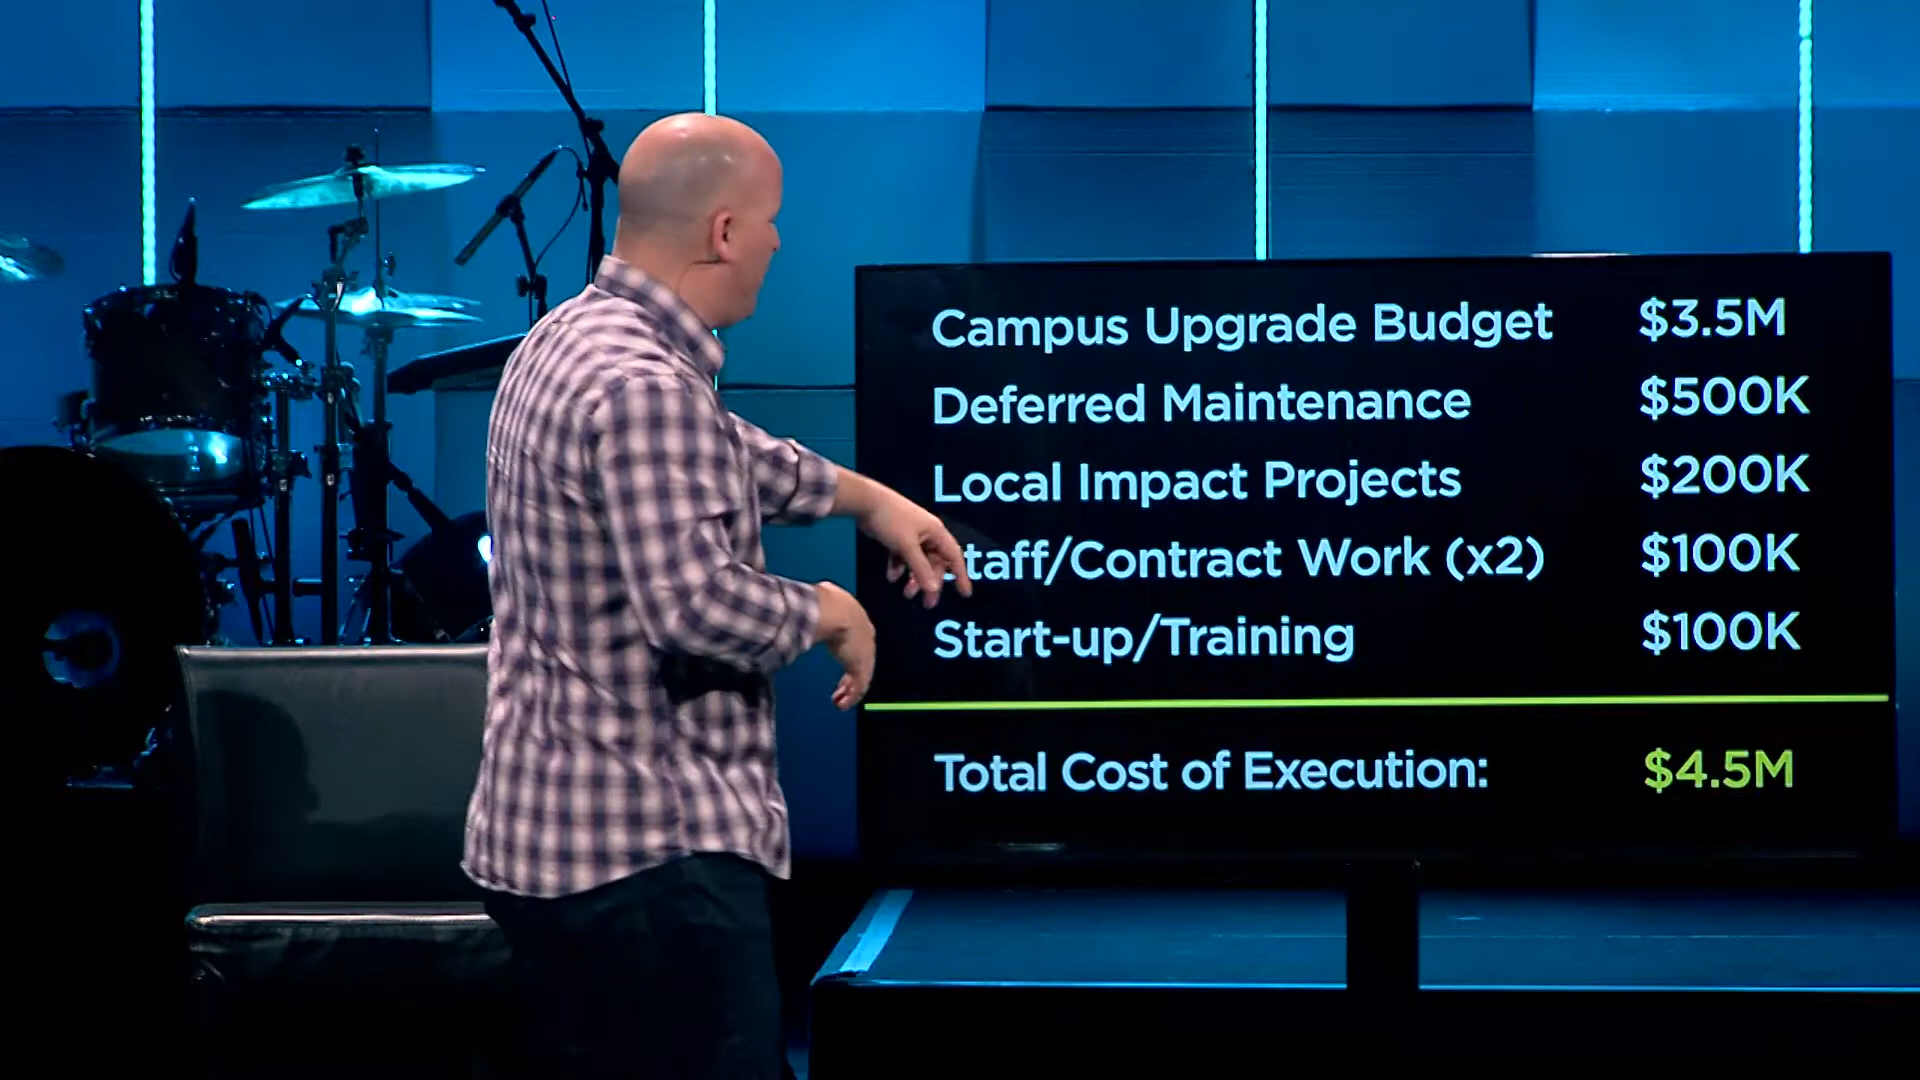 Campus Upgrade Budget $3.5M
Deferred Maintenance $500K
Local Impact Projects $200K
Staff/Contract Work (x2) $100K
Start-up/Training $100K
Total Cost of Execution: $4.5M